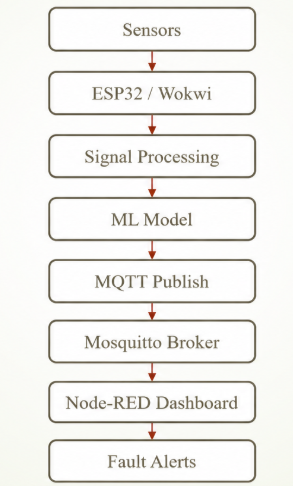 Sensors
ESP32 / Wokwi
Signal Processing
ML Model
MQTT Publish
Mosquitto Broker
Node-RED Dashboard
Fault Alerts